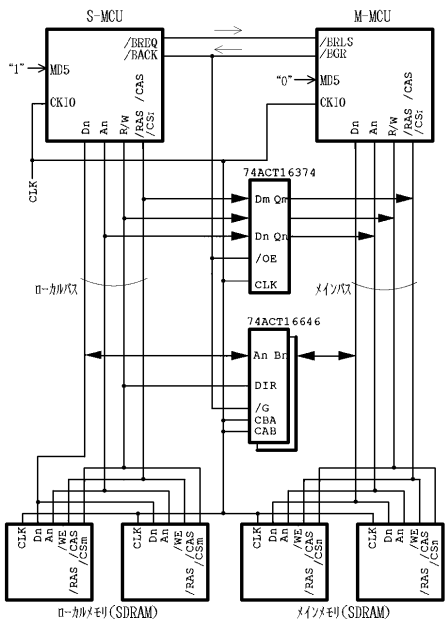 S-MCU M-MCU
/BREQ /BRLS
/BACK /BGR
"1" MD5 "0" MD5
CKIO CKIO
Dn An R/W /RAS /CAS /CSi Dn An R/W /RAS /CAS /CSi
CLK
74ACT16374
Dm Qm
Dn Qn
/OE
CLK
ローカルバス メインバス
74ACT16646
An Bn
DIR
/G
CBA
CAB
CLK Dn An /WE /RAS /CAS /CSm CLK Dn An /WE /RAS /CAS /CSm CLK Dn An /WE /RAS /CAS /CSn CLK Dn An /WE /RAS /CAS /CSn
ローカルメモリ(SDRAM) メインメモリ(SDRAM)